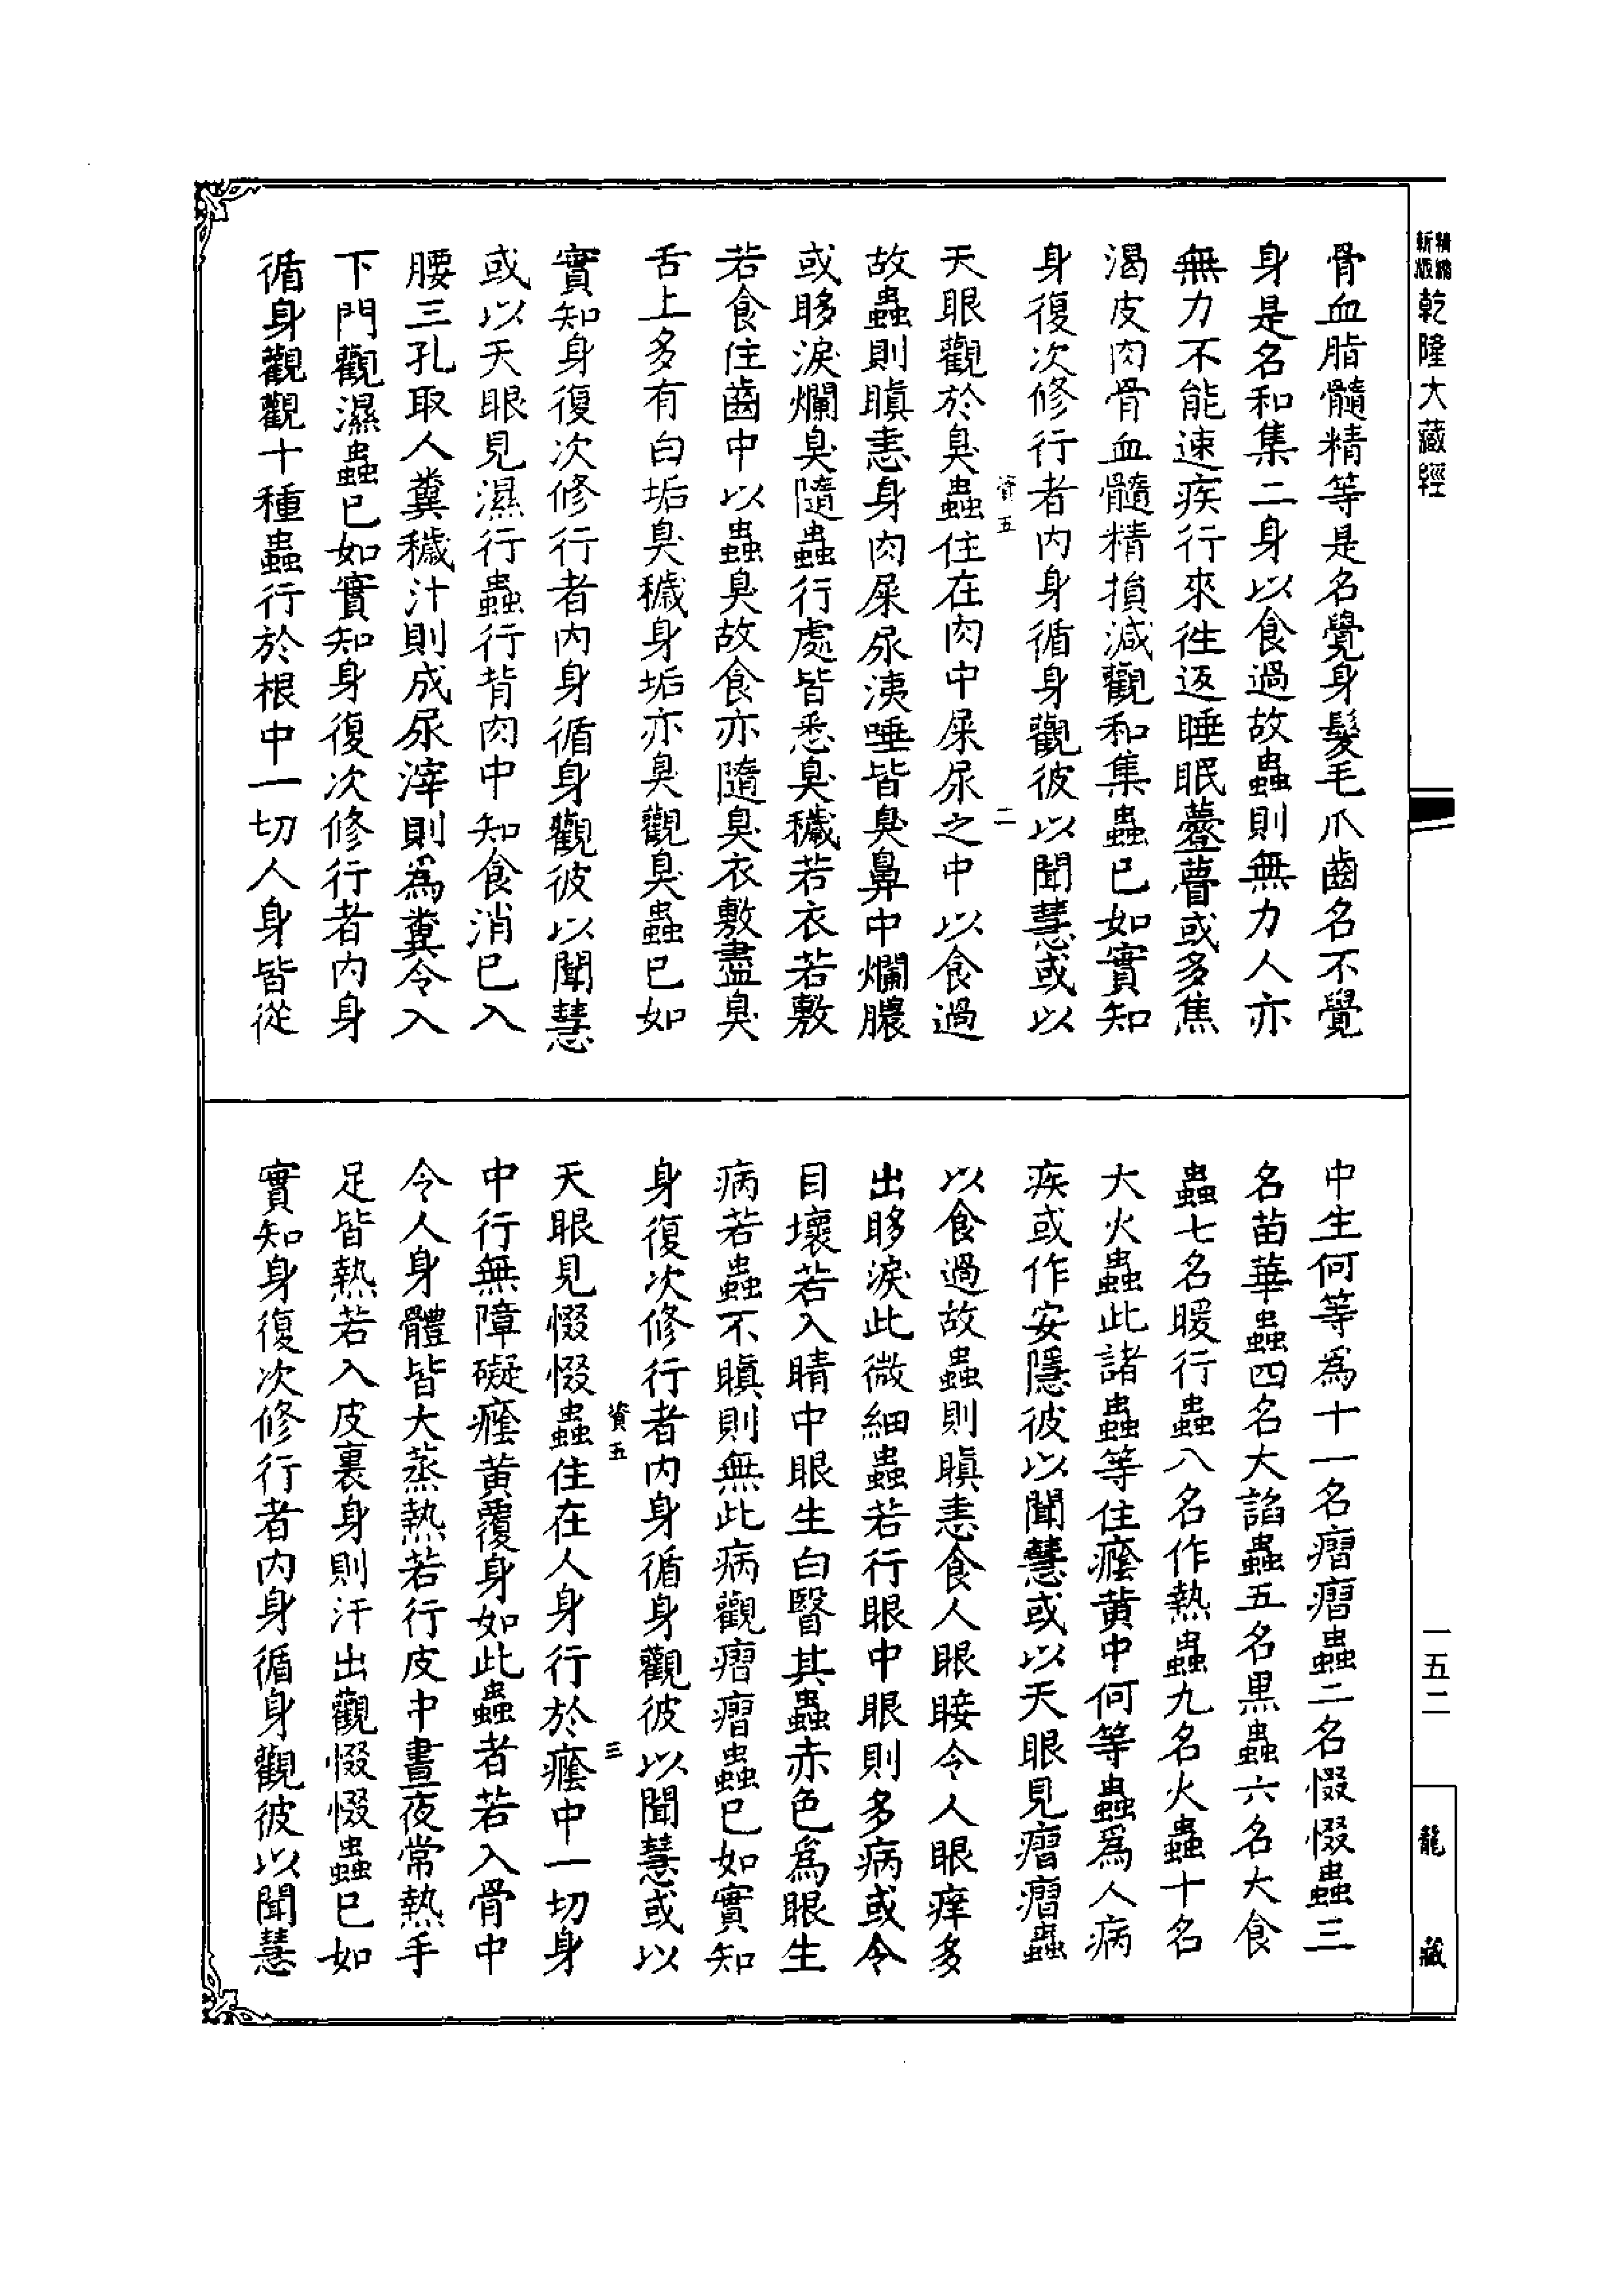 精縮
新版
乾隆大藏經
一五二
龍藏
骨血脂髓精等是名覺身髮毛爪齒名不覺
身是名和集二身以食過故蟲則無力人亦
無力不能速疾行來往返睡眠瞢或多焦
渴皮肉骨血髓精損減觀和集蟲已如實知
身復次修行者內身循身觀彼以聞慧或以
資五
二
天眼觀於臭蟲住在肉中屎尿之中以食過
故蟲則瞋恚身肉屎尿洟唾皆臭鼻中爛膿
或眵淚爛臭隨蟲行處皆悉臭穢若衣若敷
若食住齒中以蟲臭故食亦隨臭衣敷盡臭
舌上多有白垢臭穢身垢亦臭觀臭蟲已如
實知身復次修行者內身循身觀彼以聞慧
或以天眼見濕行蟲行背肉中知食消已入
腰三孔取人糞穢汁則成尿滓則為糞令入
下門觀濕蟲已如實知身復次修行者內身
循身觀觀十種蟲行於根中一切人身皆從
中生何等為十一名㾦㾦蟲二名惙惙蟲三
名苗華蟲四名大諂蟲五名黑蟲六名大食
蟲七名暖行蟲八名作熱蟲九名火蟲十名
大火蟲此諸蟲等住癊黃中何等蟲為人病
疾或作安隱彼以聞慧或以天眼見㾦㾦蟲
以食過故蟲則瞋恚食人眼睫令人眼痒多
出眵淚此微細蟲若行眼中眼則多病或令
目壞若入睛中眼生白瞖其蟲赤色為眼生
病若蟲不瞋則無此病觀㾦㾦蟲已如實知
身復次修行者內身循身觀彼以聞慧或以
資五
三
天眼見惙惙蟲住在人身行於癊中一切身
中行無障礙癊黃覆身如此蟲者若入骨中
令人身體皆大蒸熱若行皮中晝夜常熱手
足皆熱若入皮裏身則汗出觀惙惙蟲已如
實知身復次修行者內身循身觀彼以聞慧